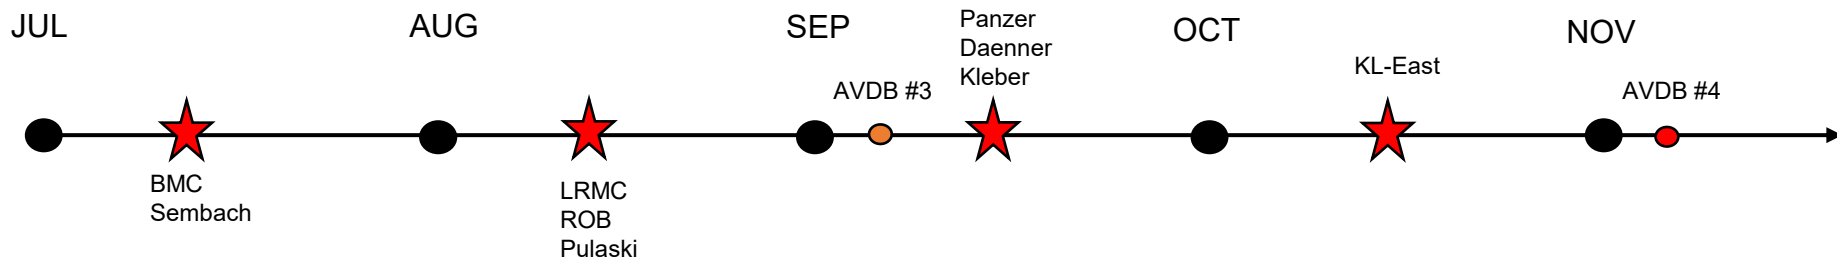 JUL
AUG
SEP
Panzer
Daenner
Kleber
OCT
NOV
KL-East
AVDB #3
AVDB #4
BMC
Sembach
LRMC
ROB
Pulaski